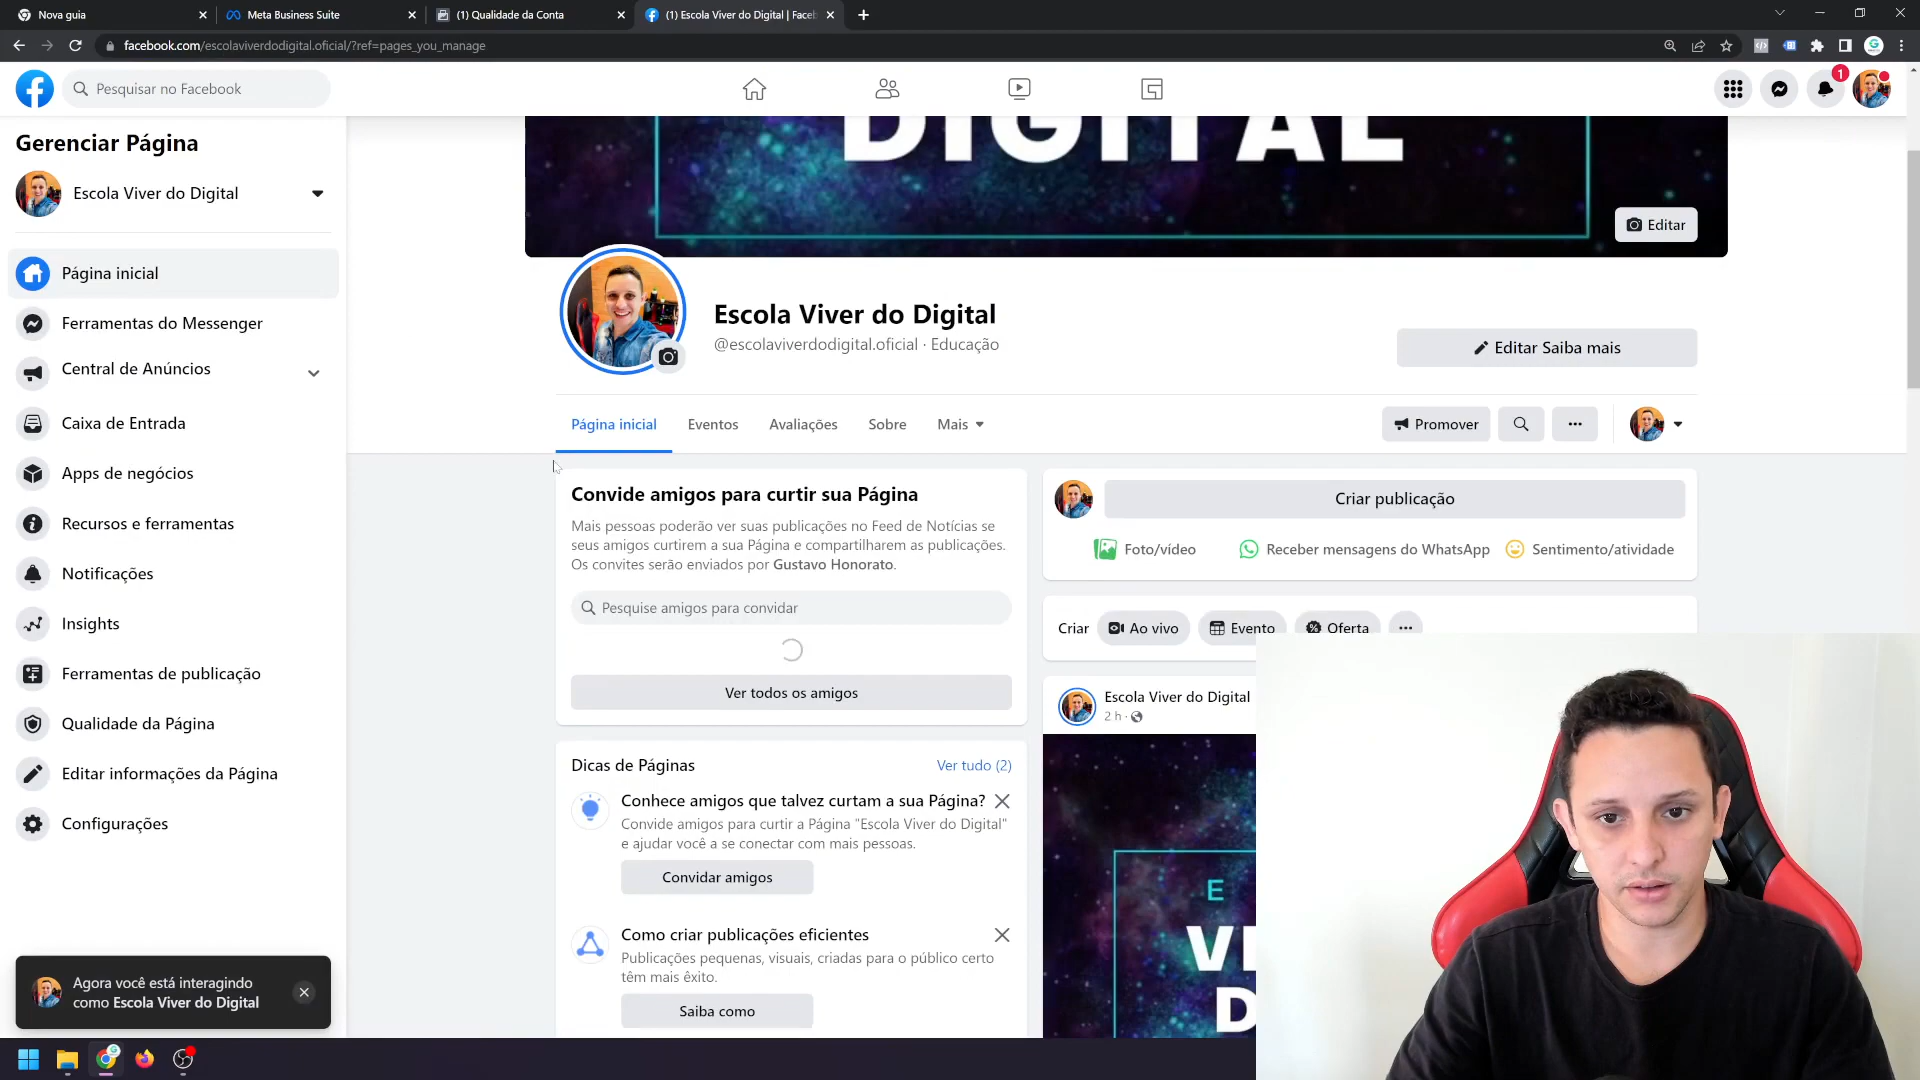 Nova guia
Meta Business Suite
(1) Qualidade da Conta
(1) Escola Viver do Digital | Faceb
facebook.com/escolaviverdodigital.oficial/?ref=pages_you_manage
Pesquisar no Facebook
1
Gerenciar Página
Escola Viver do Digital
Página inicial
Ferramentas do Messenger
Central de Anúncios
Caixa de Entrada
Apps de negócios
Recursos e ferramentas
Notificações
Insights
Ferramentas de publicação
Qualidade da Página
Editar informações da Página
Configurações
Agora você está interagindo
como Escola Viver do Digital
DIGITAL
Editar
Escola Viver do Digital
@escolaviverdodigital.oficial · Educação
Editar Saiba mais
Página inicial
Eventos
Avaliações
Sobre
Mais
Promover
Convide amigos para curtir sua Página
Mais pessoas poderão ver suas publicações no Feed de Notícias se
seus amigos curtirem a sua Página e compartilharem as publicações.
Os convites serão enviados por Gustavo Honorato.
Pesquise amigos para convidar
Ver todos os amigos
Dicas de Páginas
Ver tudo (2)
Conhece amigos que talvez curtam a sua Página?
Convide amigos para curtir a Página "Escola Viver do Digital"
e ajudar você a se conectar com mais pessoas.
Convidar amigos
Como criar publicações eficientes
Publicações pequenas, visuais, criadas para o público certo
têm mais êxito.
Saiba como
Criar publicação
Foto/vídeo
Receber mensagens do WhatsApp
Sentimento/atividade
Criar
Ao vivo
Evento
Oferta
Escola Viver do Digital
2 h ·
E
VI
D